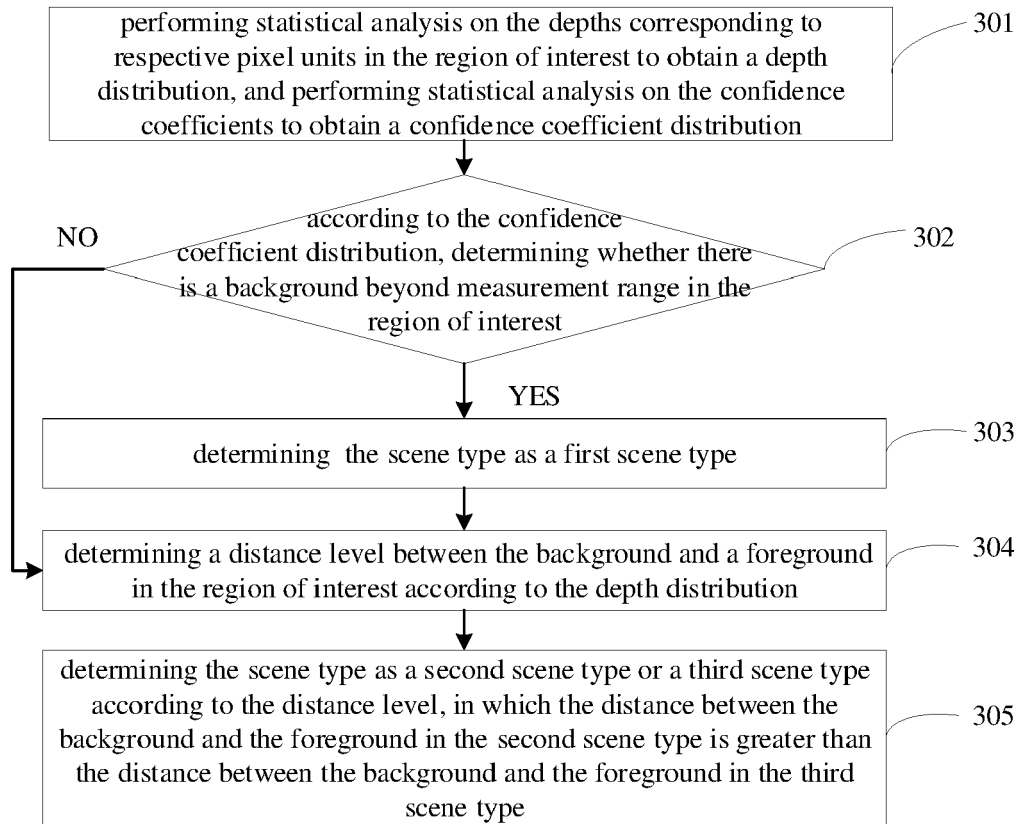 performing statistical analysis on the depths corresponding to
respective pixel units in the region of interest to obtain a depth
distribution, and performing statistical analysis on the confidence
coefficients to obtain a confidence coefficient distribution
301
according to the confidence
coefficient distribution, determining whether there
is a background beyond measurement range in the
region of interest
302
NO
YES
determining the scene type as a first scene type
303
determining a distance level between the background and a foreground
in the region of interest according to the depth distribution
304
determining the scene type as a second scene type or a third scene type
according to the distance level, in which the distance between the
background and the foreground in the second scene type is greater than
the distance between the background and the foreground in the third
scene type
305